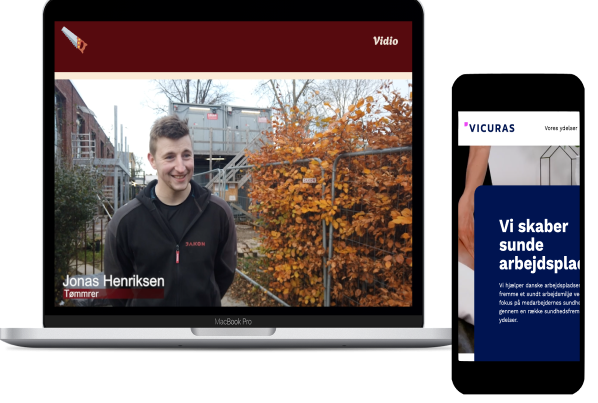 Vidio
Jonas Henriksen
Tømmrer
MacBook Pro
VICURAS
Vores ydelser
Vi skaber
sunde
arbejdsplad
Vi hjælper danske arbejdspladser
fremme et sundt arbejdsmiljø ve
fokus på medarbejdernes sundhe
gennem en række sundhedsfrem
ydelser.